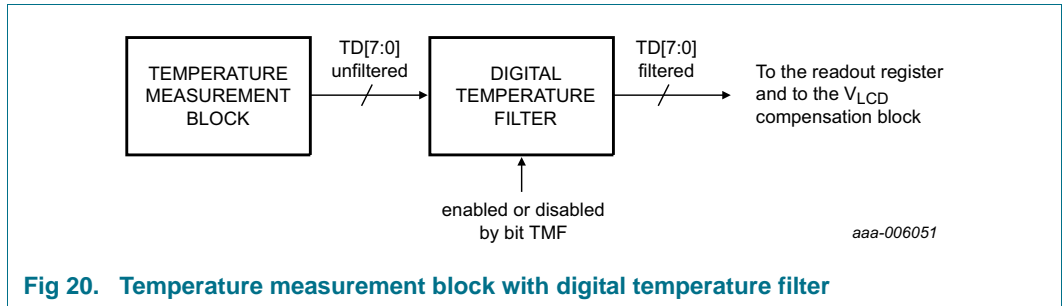 TEMPERATURE
MEASUREMENT
BLOCK
TD[7:0]
unfiltered
DIGITAL
TEMPERATURE
FILTER
TD[7:0]
filtered
To the readout register
and to the VLCD
compensation block
enabled or disabled
by bit TMF
aaa-006051
Fig 20. Temperature measurement block with digital temperature filter